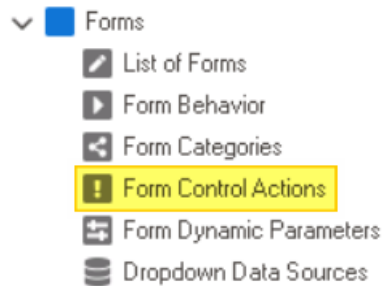 Forms
List of Forms
Form Behavior
Form Categories
Form Control Actions
Form Dynamic Parameters
Dropdown Data Sources